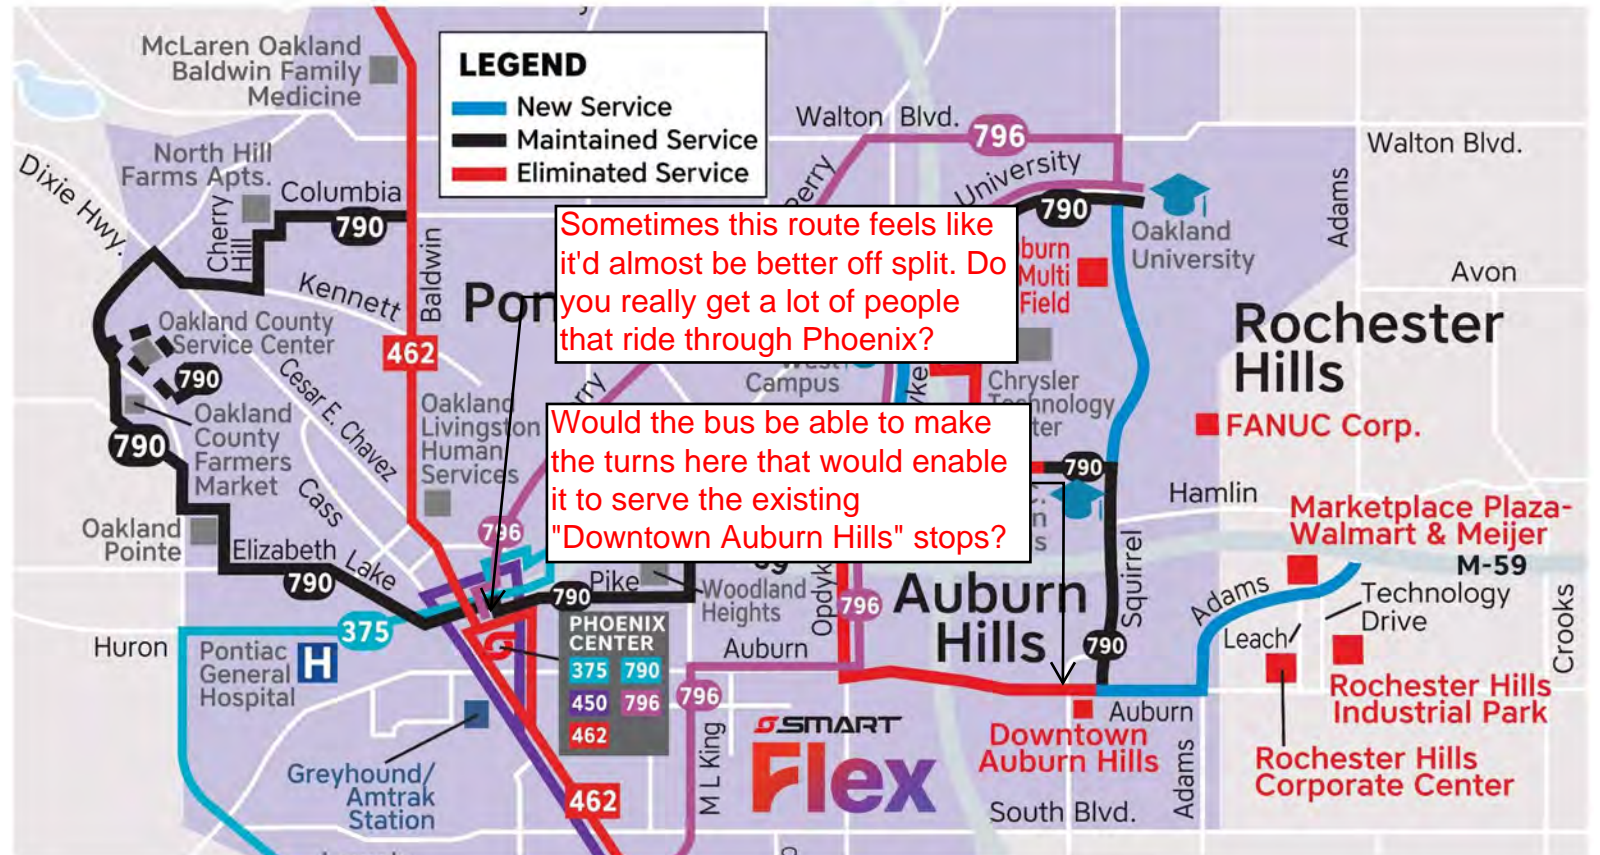 McLaren Oakland
Baldwin Family
Medicine
LEGEND
New Service
Maintained Service
Eliminated Service
Walton Blvd.
796
Walton Blvd.
Dixie Hwy.
North Hill
Farms Apts.
Columbia
790
Cherry
Hill
Baldwin
Kennett
Perry
University
790
Oakland
University
Adams
Avon
Sometimes this route feels like
it'd almost be better off split. Do
you really get a lot of people
that ride through Phoenix?
Multi
Field
Pon
Rochester
Hills
Oakland County
Service Center
790
462
Cesar E. Chavez
Campus
Chrysler
Technology
FANUC Corp.
Oakland
County
Farmers
Market
790
Oakland
Livingston
Human
Services
Cass
Would the bus be able to make
the turns here that would enable
it to serve the existing
"Downtown Auburn Hills" stops?
790
Hamlin
Marketplace Plaza-
Walmart & Meijer
M-59
Oakland
Pointe
Elizabeth
Lake
790
796
790
Pike
Woodland
Heights
Opdyke
796
Auburn
Hills
Squirrel
790
Adams
Technology
Drive
Leach
Crooks
Huron
375
Pontiac
General
Hospital
H
PHOENIX
CENTER
375 790
450 796
462
Auburn
796
M L King
Rochester Hills
Industrial Park
Rochester Hills
Corporate Center
Auburn
Downtown
Auburn Hills
Adams
South Blvd.
SMART
Flex
Greyhound/
Amtrak
Station
462